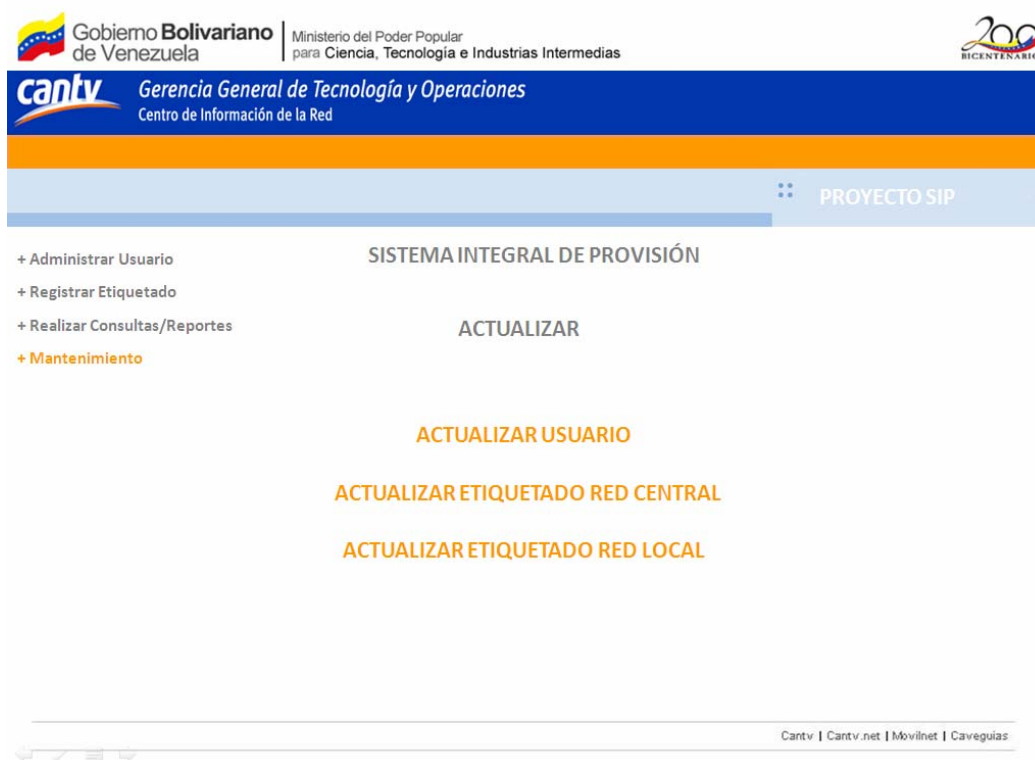 Gobierno Bolivariano
de Venezuela
Ministerio del Poder Popular
para Ciencia, Tecnología e Industrias Intermedias
200
BICENTENARIO
cantv
Gerencia General de Tecnología y Operaciones
Centro de Información de la Red
PROYECTO SIP
+ Administrar Usuario
+ Registrar Etiquetado
+ Realizar Consultas/Reportes
+ Mantenimiento
SISTEMA INTEGRAL DE PROVISIÓN
ACTUALIZAR
ACTUALIZAR USUARIO
ACTUALIZAR ETIQUETADO RED CENTRAL
ACTUALIZAR ETIQUETADO RED LOCAL
Cantv | Cantv.net | Movilnet | Caveguias